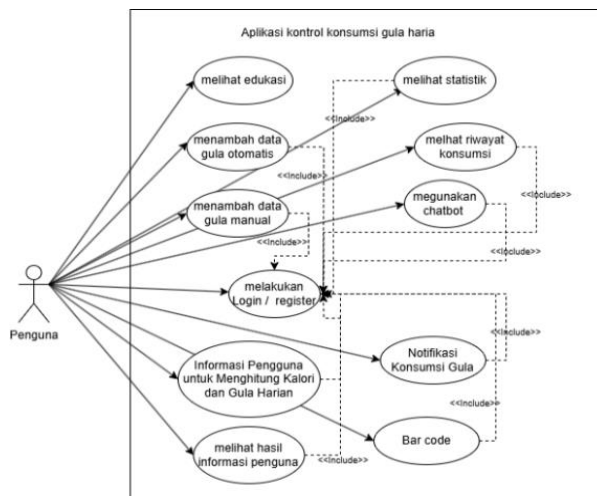 Aplikasi kontrol konsumsi gula haria
melihat edukasi
melihat statistik
<<Include>>
menambah data
gula otomatis
melhat riwayat
konsumsi
<<Include>>
<<Include>>
menambah data
gula manual
megunakan
chatbot
<<Include>>
<<Include>>
melakukan
Login / register
Penguna
Informasi Pengguna
untuk Menghitung Kalori
dan Gula Harian
Notifikasi
Konsumsi Gula
<<Include>>
<<Include>>
melihat hasil
informasi penguna
Bar code
<<Include>>